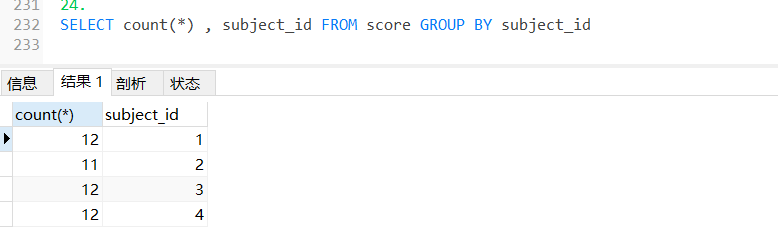 231 24.
232 SELECT count(*) , subject_id FROM score GROUP BY subject_id
233
信息 结果 1 剖析 状态
count(*) subject_id
12 1
11 2
12 3
12 4